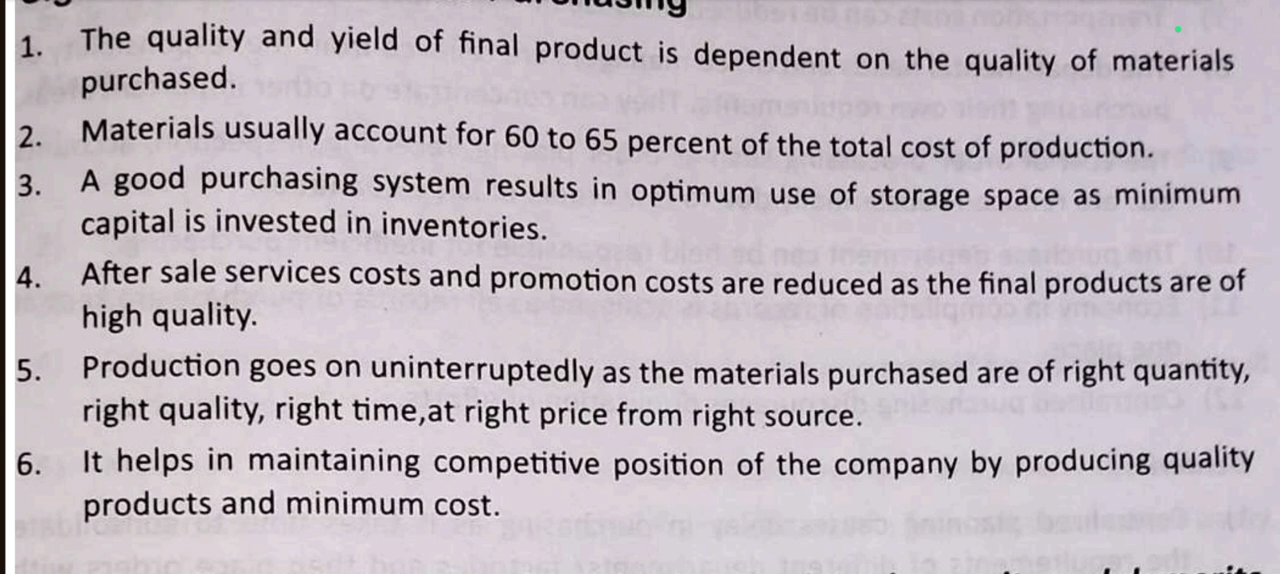 1. The quality and yield of final product is dependent on the quality of materials
purchased.
2. Materials usually account for 60 to 65 percent of the total cost of production.
3. A good purchasing system results in optimum use of storage space as minimum
capital is invested in inventories.
4. After sale services costs and promotion costs are reduced as the final products are of
high quality.
5. Production goes on uninterruptedly as the materials purchased are of right quantity,
right quality, right time,at right price from right source.
6. It helps in maintaining competitive position of the company by producing quality
products and minimum cost.